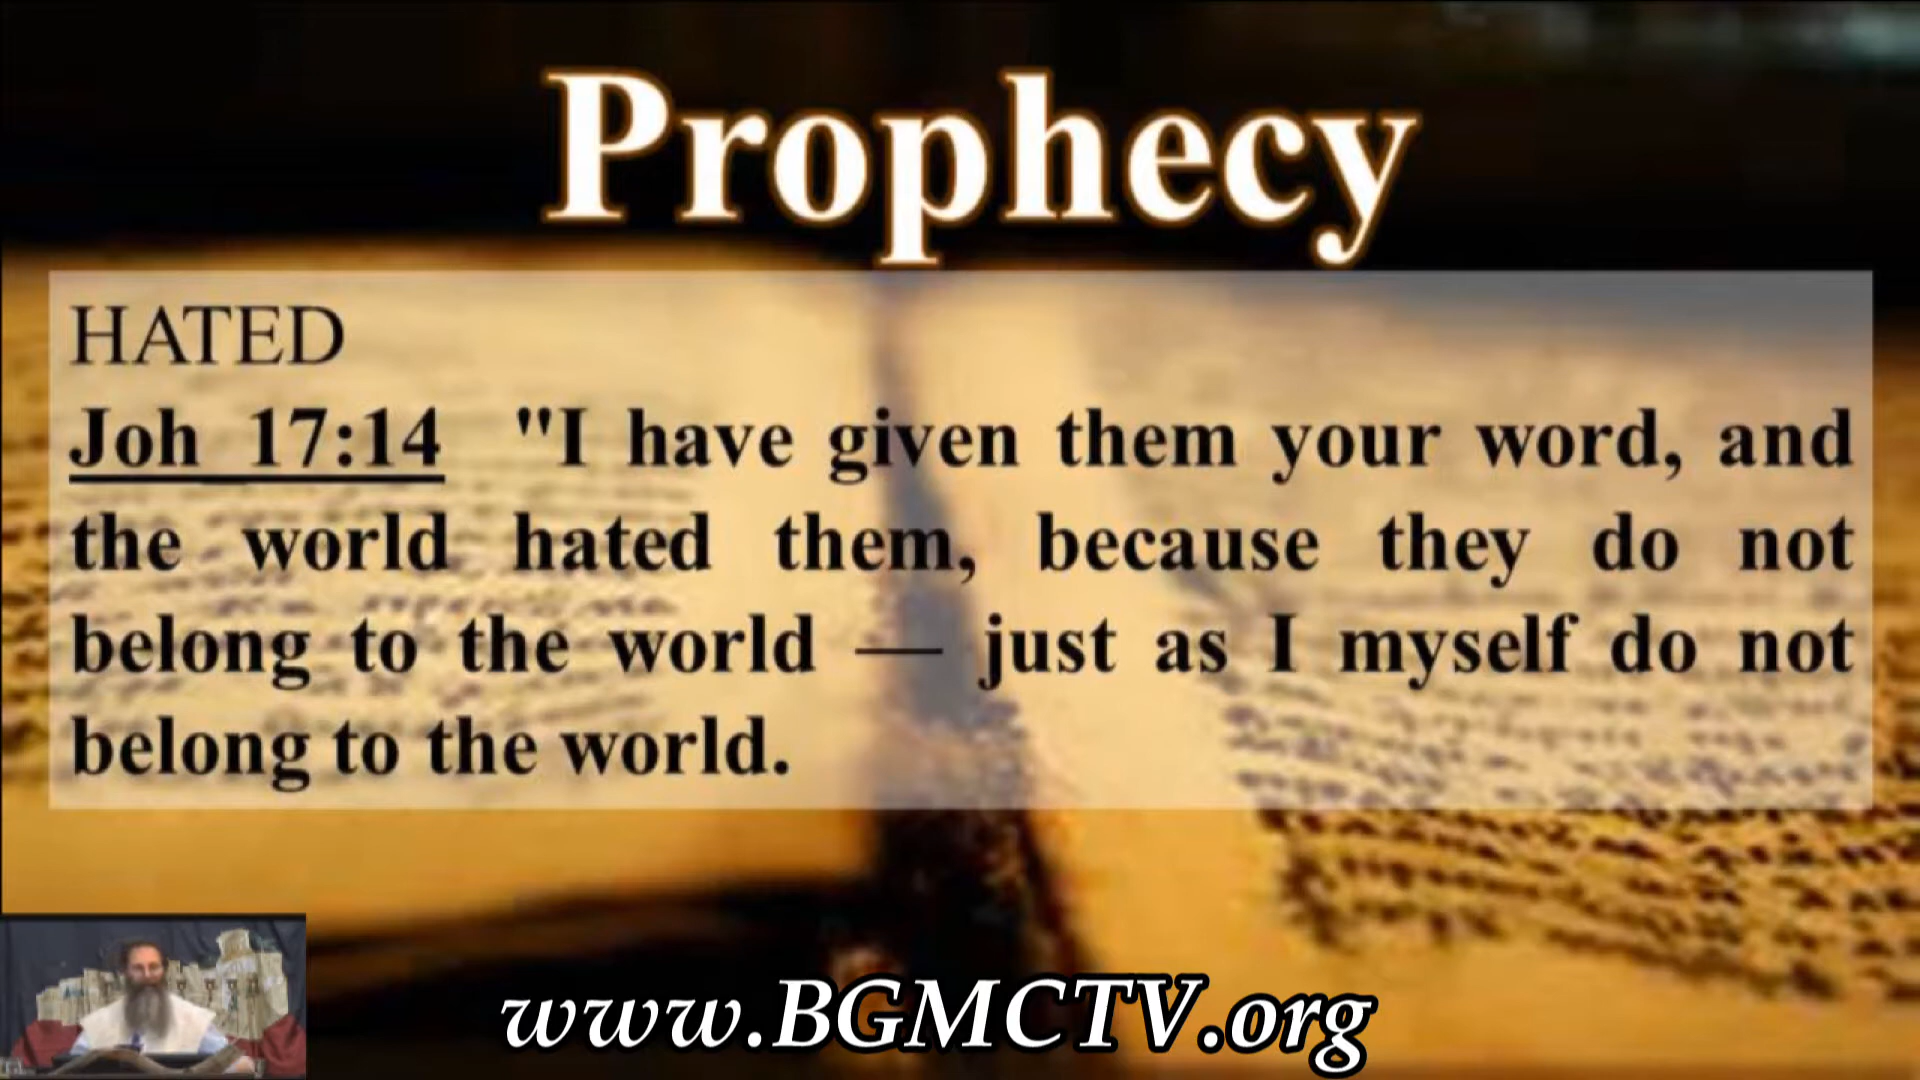 Prophecy
HATED
Joh 17:14 "I have given them your word, and
the world hated them, because they do not
belong to the world — just as I myself do not
belong to the world.
www.BGMCTV.org